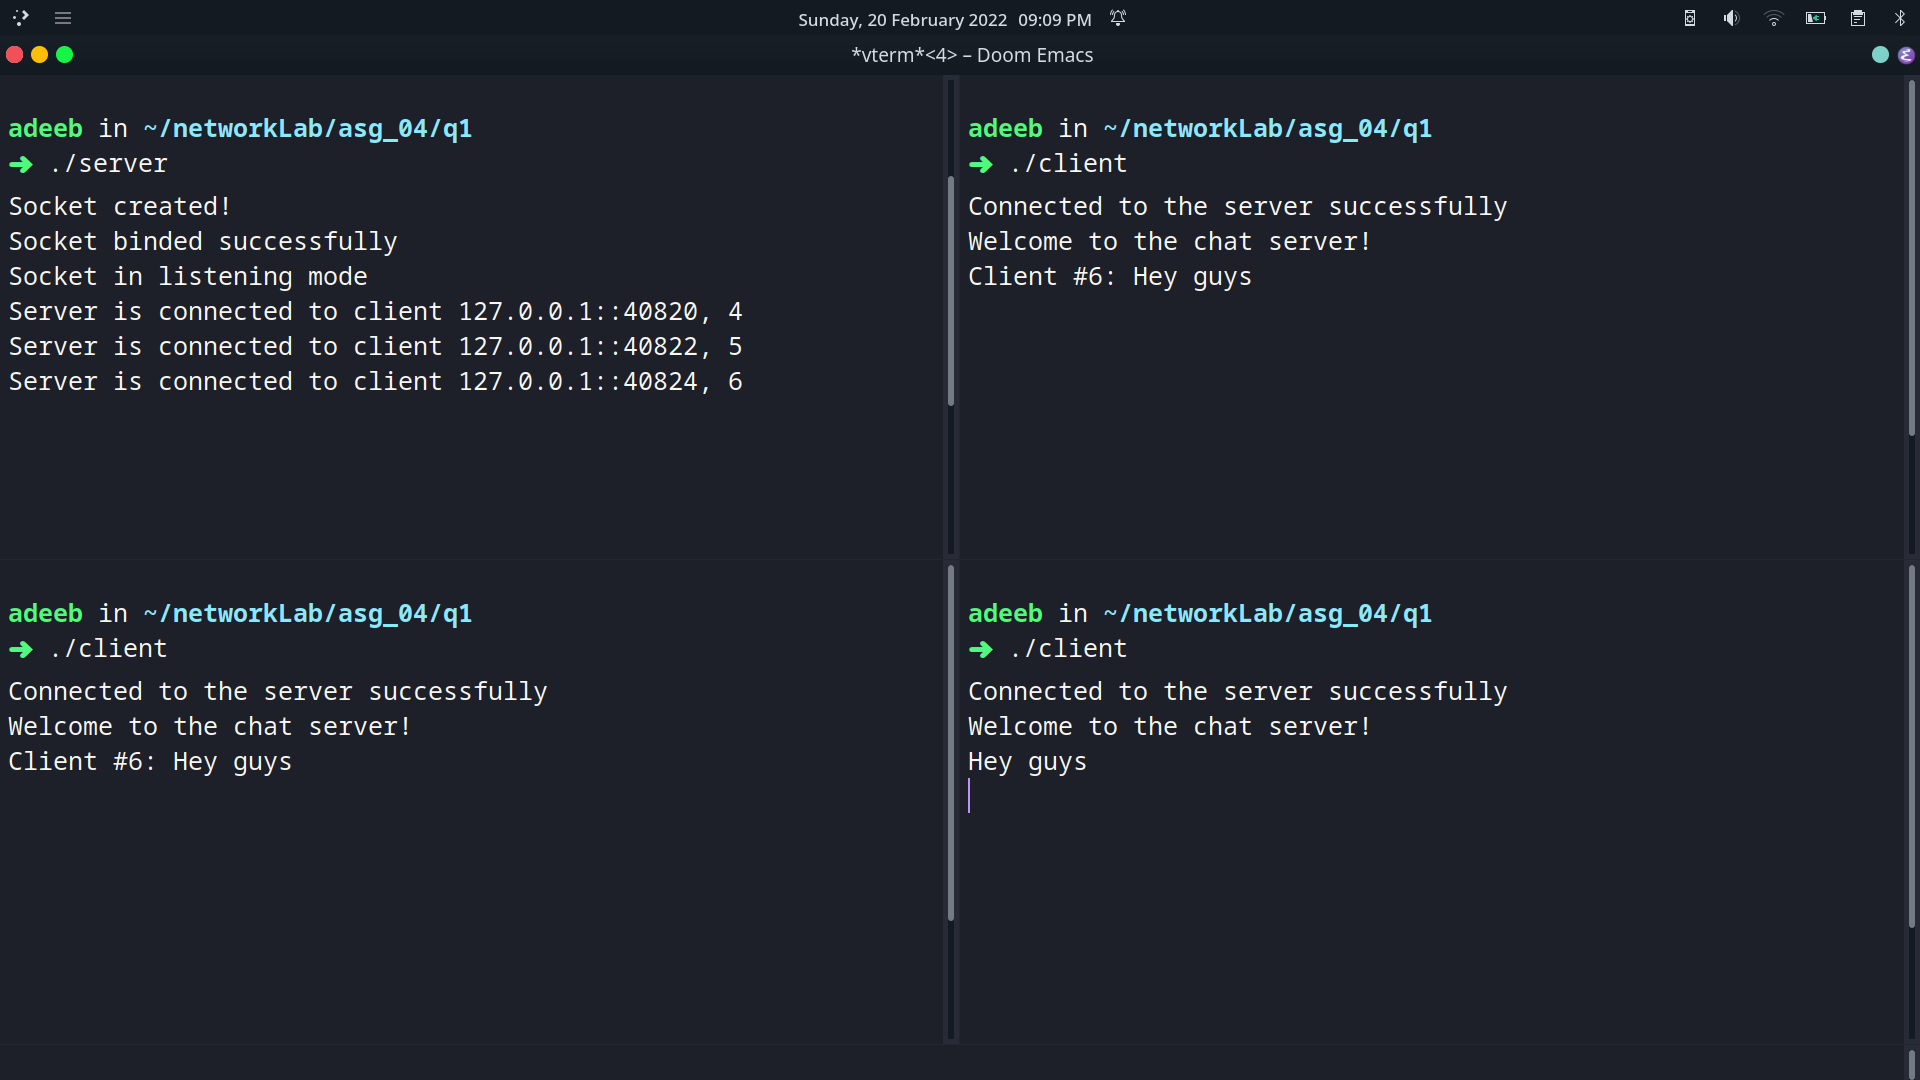 Sunday, 20 February 2022 09:09 PM
*vterm*<4> – Doom Emacs
adeeb in ~/networkLab/asg_04/q1
➜ ./server
Socket created!
Socket binded successfully
Socket in listening mode
Server is connected to client 127.0.0.1::40820, 4
Server is connected to client 127.0.0.1::40822, 5
Server is connected to client 127.0.0.1::40824, 6
adeeb in ~/networkLab/asg_04/q1
➜ ./client
Connected to the server successfully
Welcome to the chat server!
Client #6: Hey guys
adeeb in ~/networkLab/asg_04/q1
➜ ./client
Connected to the server successfully
Welcome to the chat server!
Client #6: Hey guys
adeeb in ~/networkLab/asg_04/q1
➜ ./client
Connected to the server successfully
Welcome to the chat server!
Hey guys